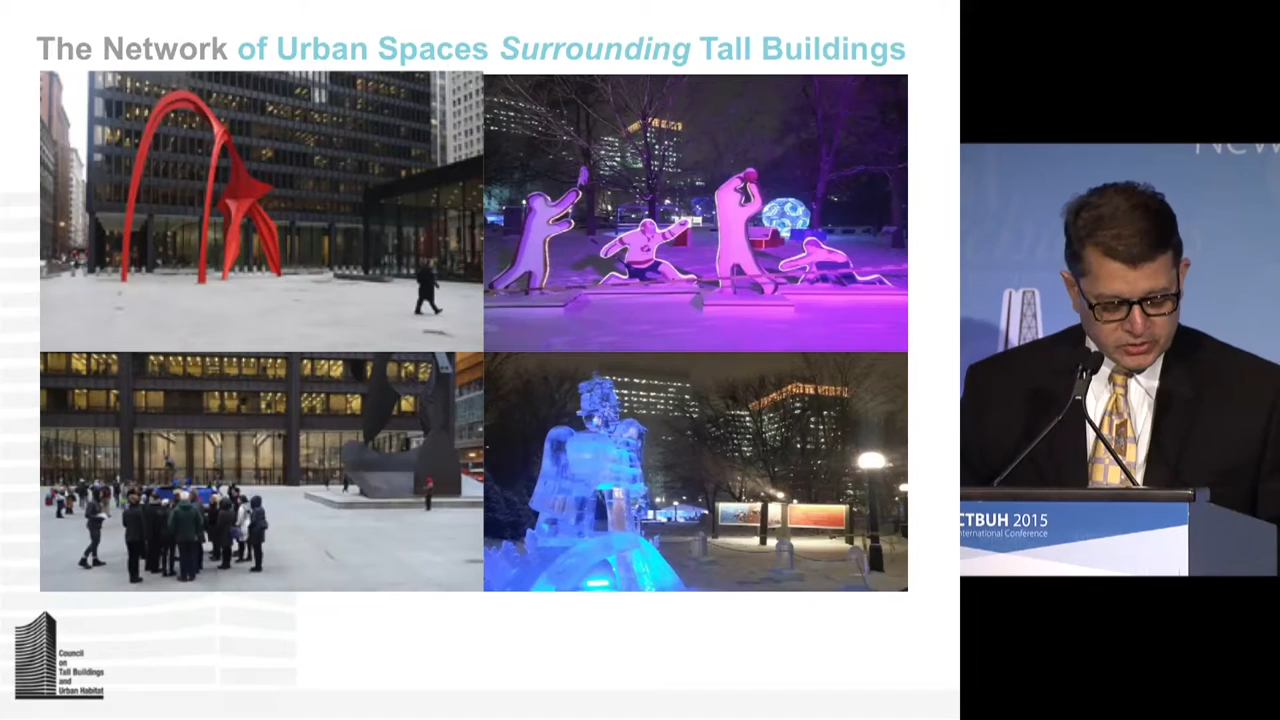 The Network of Urban Spaces Surrounding Tall Buildings
New
CTBUH 2015
International Conference
Council
on
Tall Buildings
and
Urban Habitat